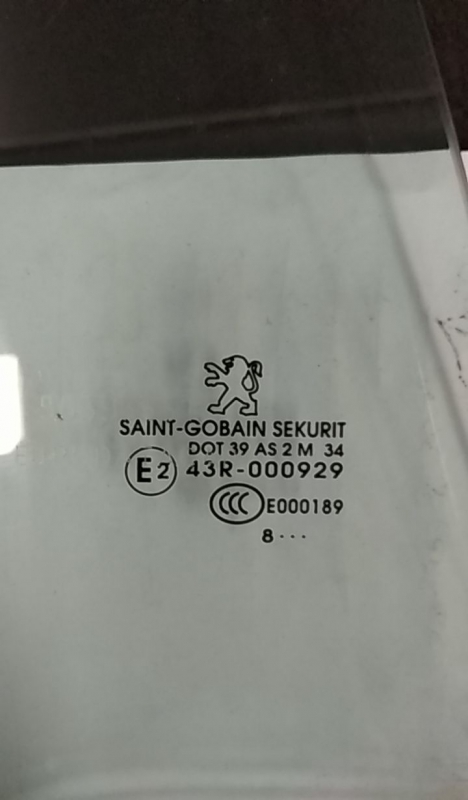 SAINT-GOBAIN SEKURIT
DOT 39 AS 2 M 34
E2 43R-000929
CCC E000189
8 ...